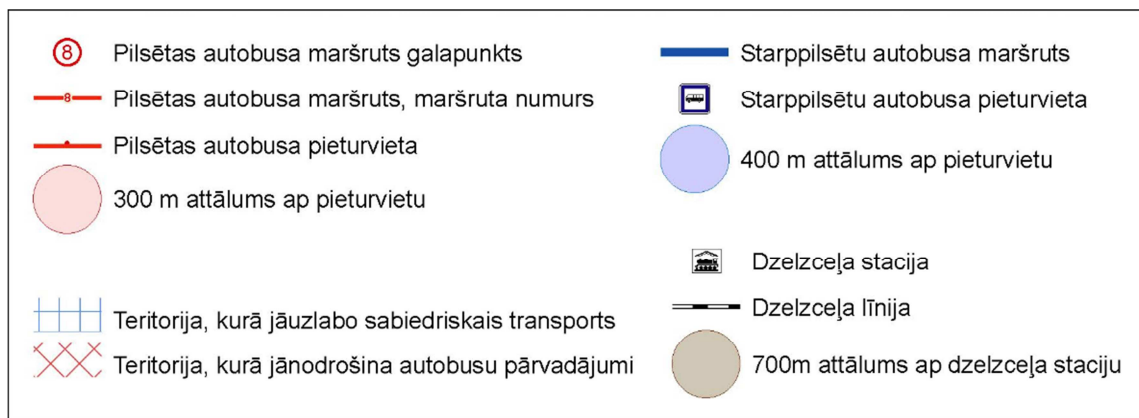 8 Pilsētas autobusa maršruts galapunkts
8 Pilsētas autobusa maršruts, maršruta numurs
Pilsētas autobusa pieturvieta
300 m attālums ap pieturvietu
Teritorija, kurā jāuzlabo sabiedriskais transports
Teritorija, kurā jānodrošina autobusu pārvadājumi
Starppilsētu autobusa maršruts
Starppilsētu autobusa pieturvieta
400 m attālums ap pieturvietu
Dzelzceļa stacija
Dzelzceļa līnija
700m attālums ap dzelzceļa staciju